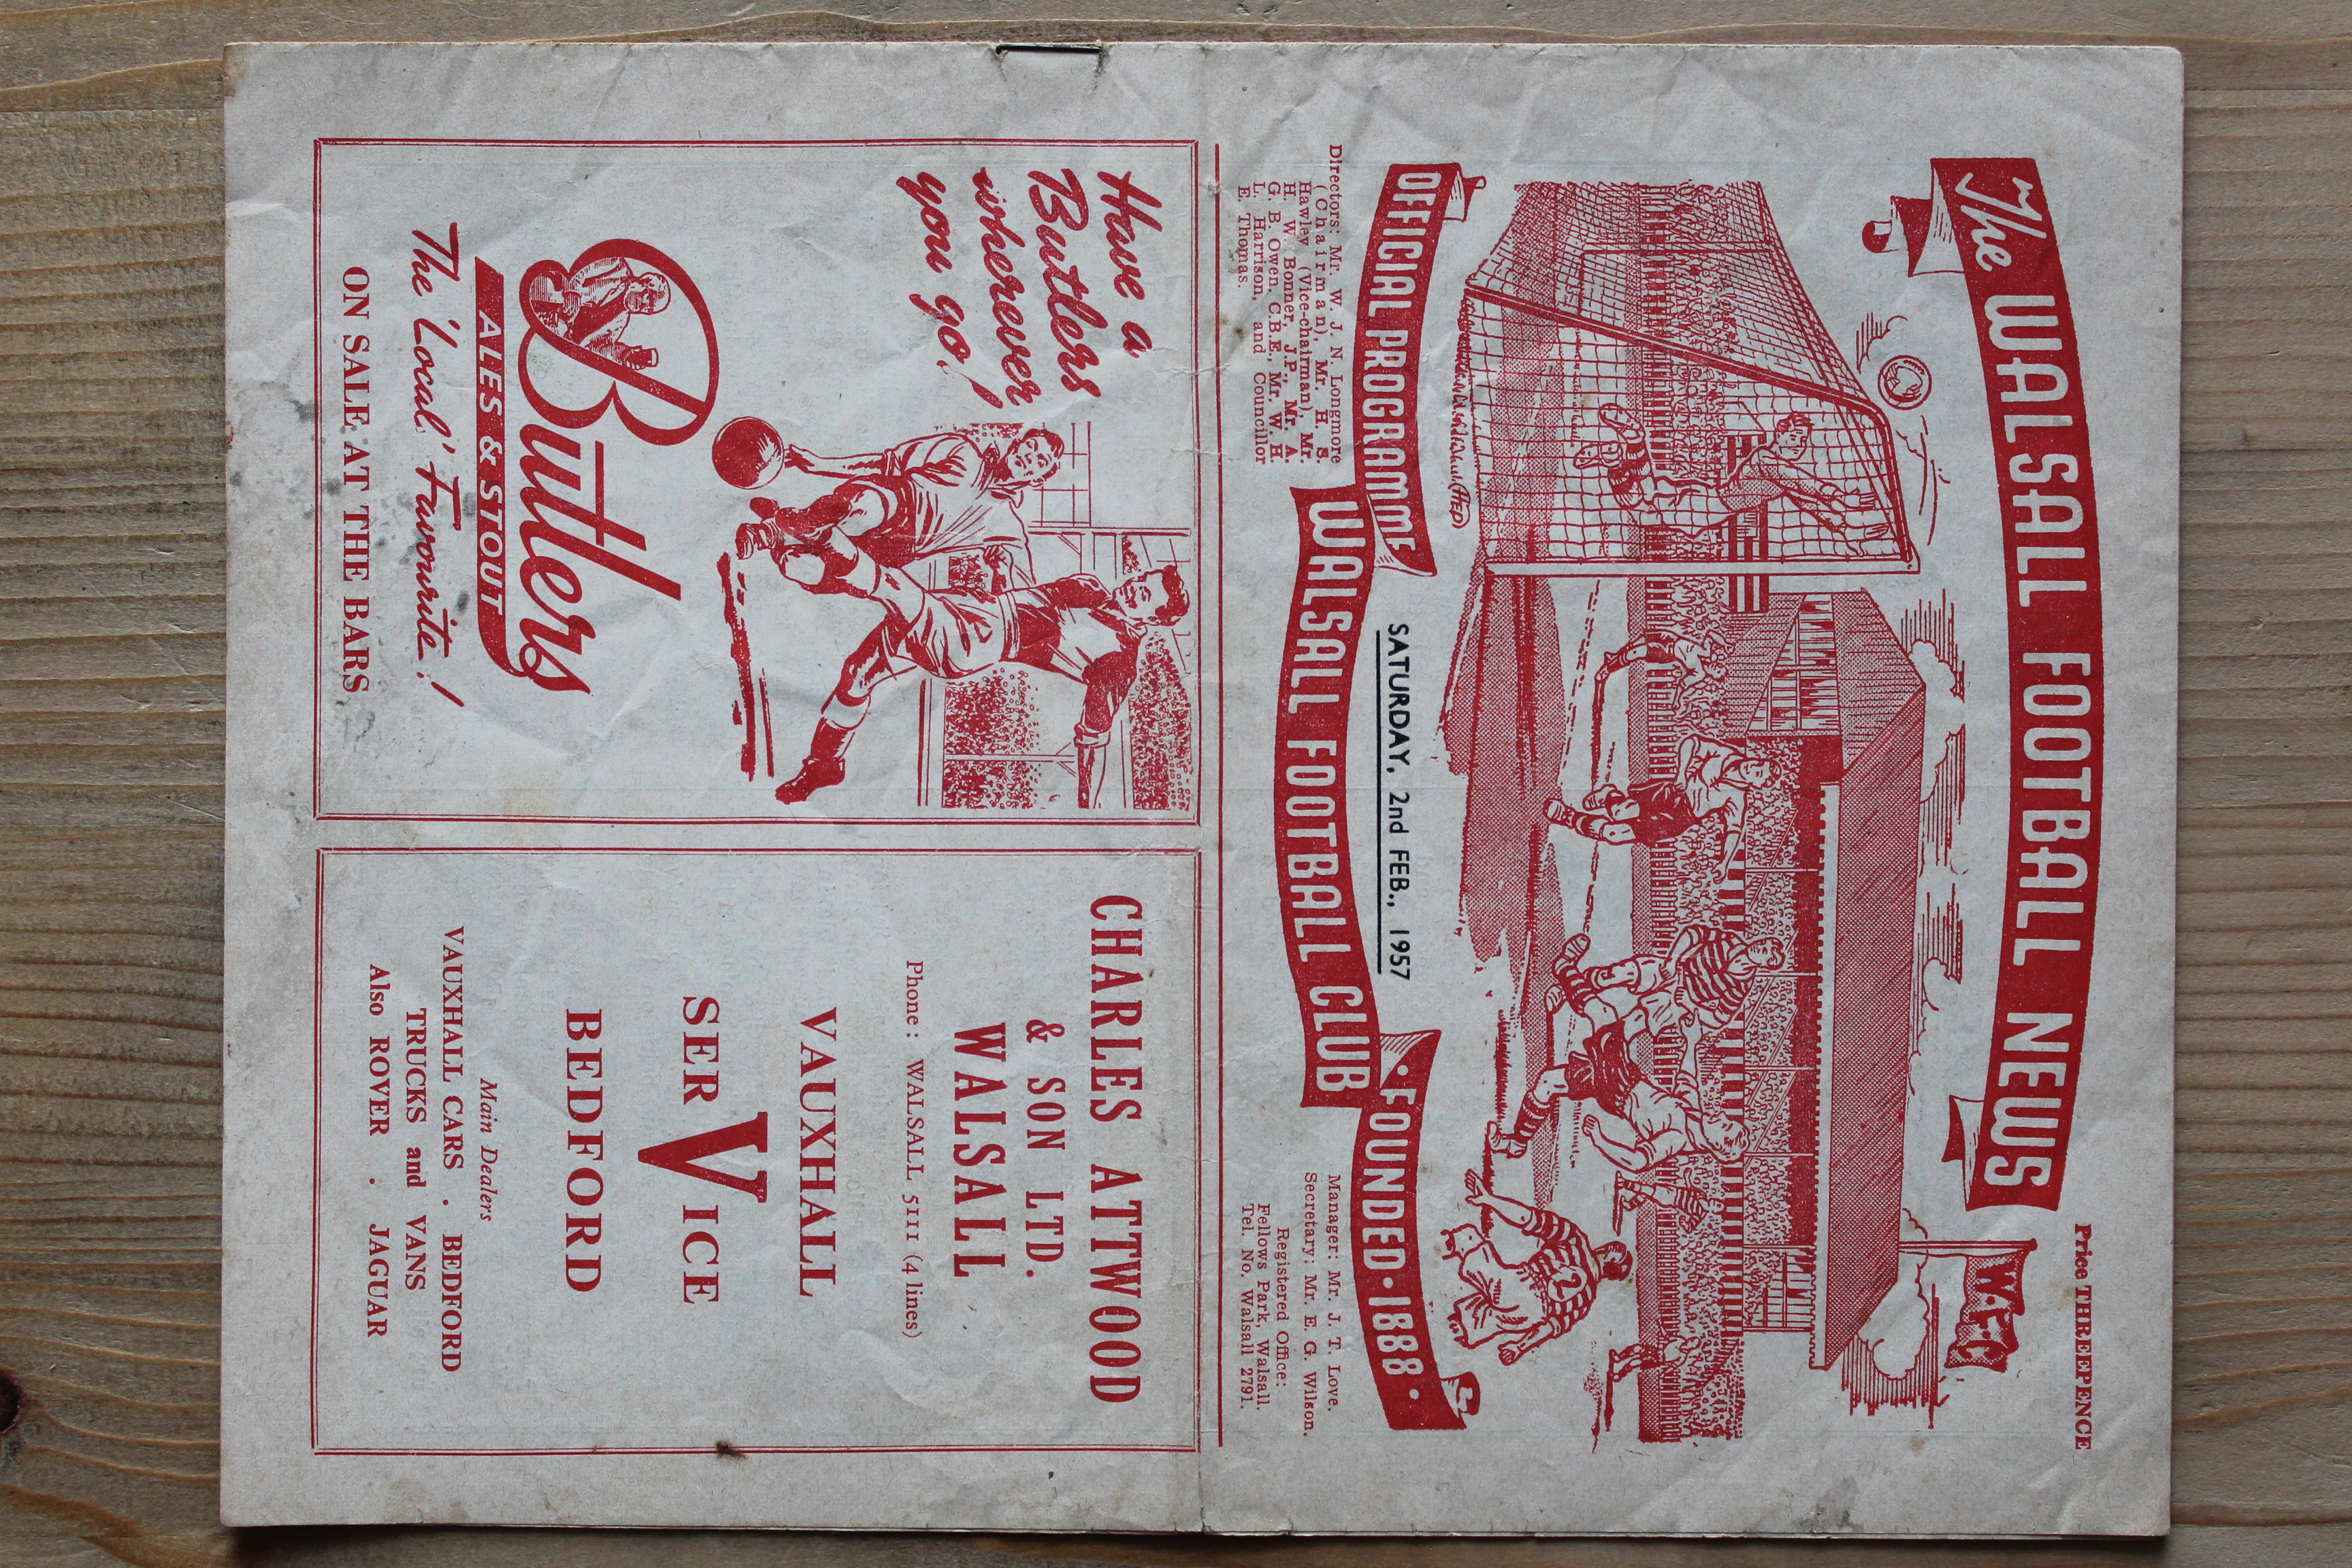 Price THREEPENCE
The WALSALL FOOTBALL NEWS
W.F.C
2
SATURDAY, 2nd FEB., 1957
OFFICIAL PROGRAMME
WALSALL FOOTBALL CLUB
• FOUNDED • 1888 •
Directors: Mr. W. J. N. Longmore
(Chairman), Mr. H. S.
Hawley (Vice-chairman), Mr.
H. W. Bonner, J.P., Mr. A.
G. B. Owen, C.B.E., Mr. W. H.
L. Harrison, and Councillor
E. Thomas.
Manager: Mr. J. T. Love.
Secretary: Mr. E. G. Wilson.
Registered Office:
Fellows Park, Walsall.
Tel. No. Walsall 2791.
Have a
Butlers
wherever
you go!
Butlers
ALES & STOUT
The 'Local' Favourite!
ON SALE AT THE BARS
CHARLES ATTWOOD
& SON LTD.
WALSALL
Phone: WALSALL 5111 (4 lines)
VAUXHALL
SERVICE
BEDFORD
Main Dealers
VAUXHALL CARS . BEDFORD
TRUCKS and VANS
Also ROVER . JAGUAR